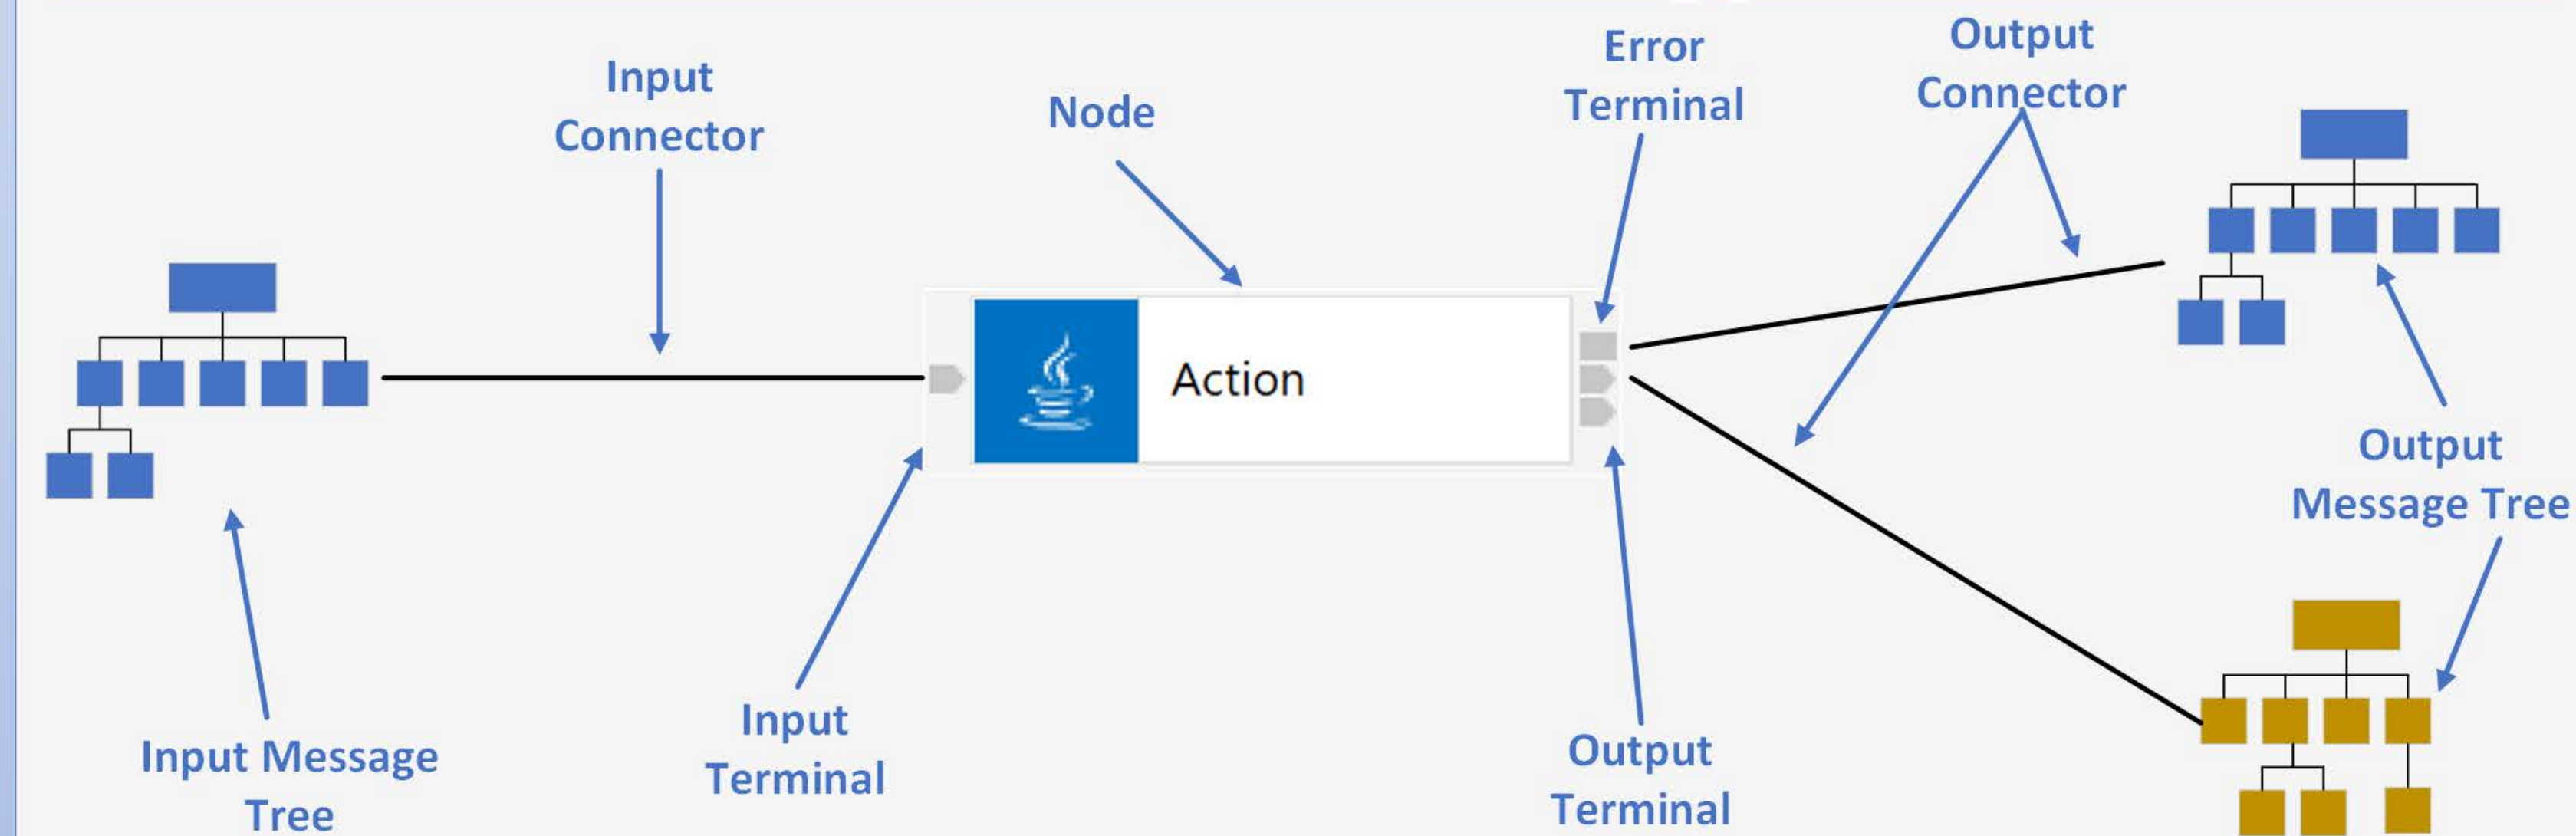 Input
Connector
Node
Error
Terminal
Output
Connector
Action
Output
Message Tree
Input Message
Tree
Input
Terminal
Output
Terminal